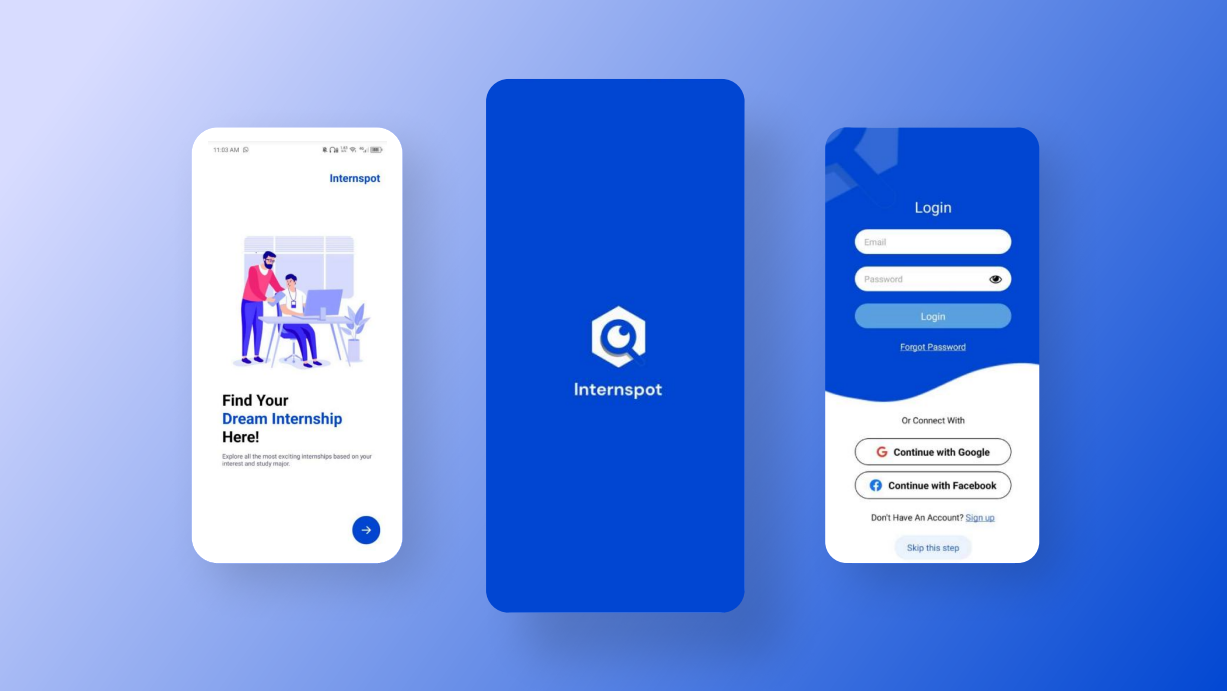 11:03 AM
Internspot
Find Your
Dream Internship
Here!
Explore all the most exciting internships based on your
interest and study major.
Internspot
Login
Email
Password
Login
Forgot Password
Or Connect With
Continue with Google
Continue with Facebook
Don't Have An Account? Sign up
Skip this step